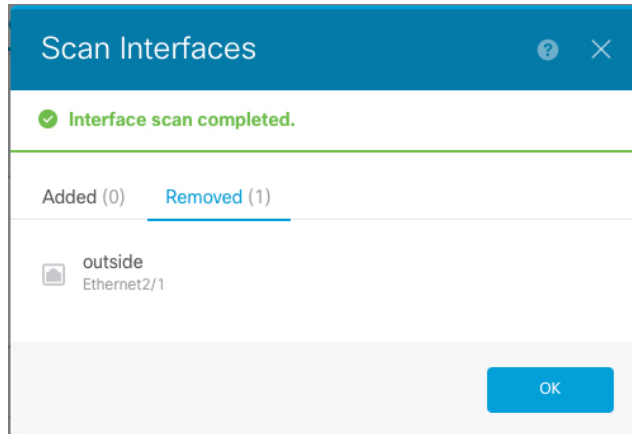 Scan Interfaces
?
Interface scan completed.
Added (0) Removed (1)
outside
Ethernet2/1
OK